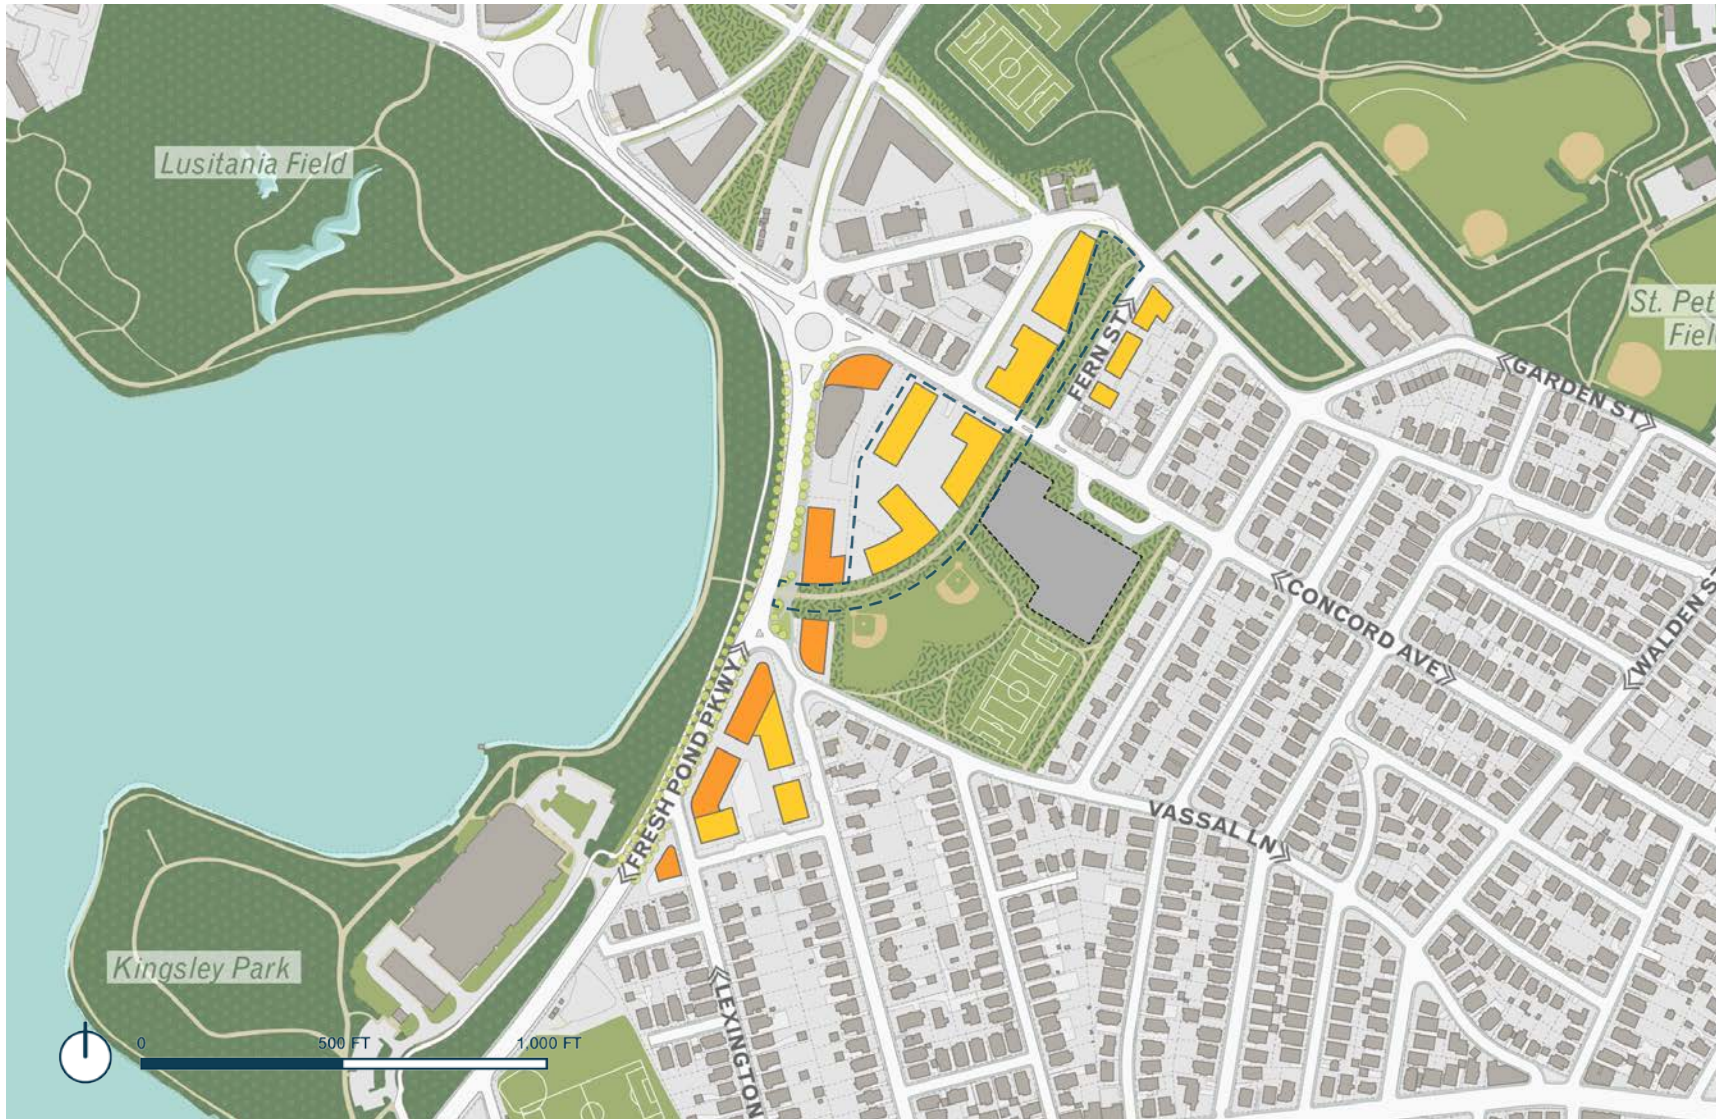 Lusitania Field
St. Pet
Fiel
FERN ST
GARDEN ST
CONCORD AVE
WALDEN ST
FRESH POND PKWY
VASSAL LN
Kingsley Park
LEXINGTON
0 500 FT 1,000 FT